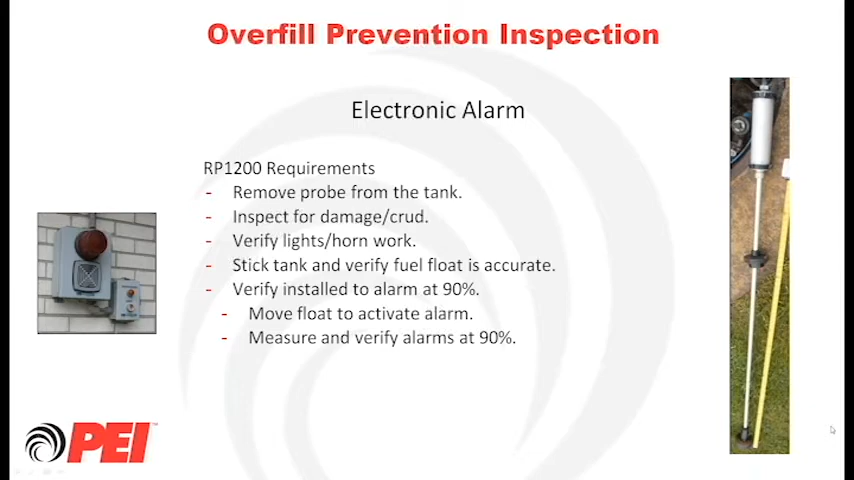 Overfill Prevention Inspection
Electronic Alarm
RP1200 Requirements
- Remove probe from the tank.
- Inspect for damage/crud.
- Verify lights/horn work.
- Stick tank and verify fuel float is accurate.
- Verify installed to alarm at 90%.
- Move float to activate alarm.
- Measure and verify alarms at 90%.
PEI